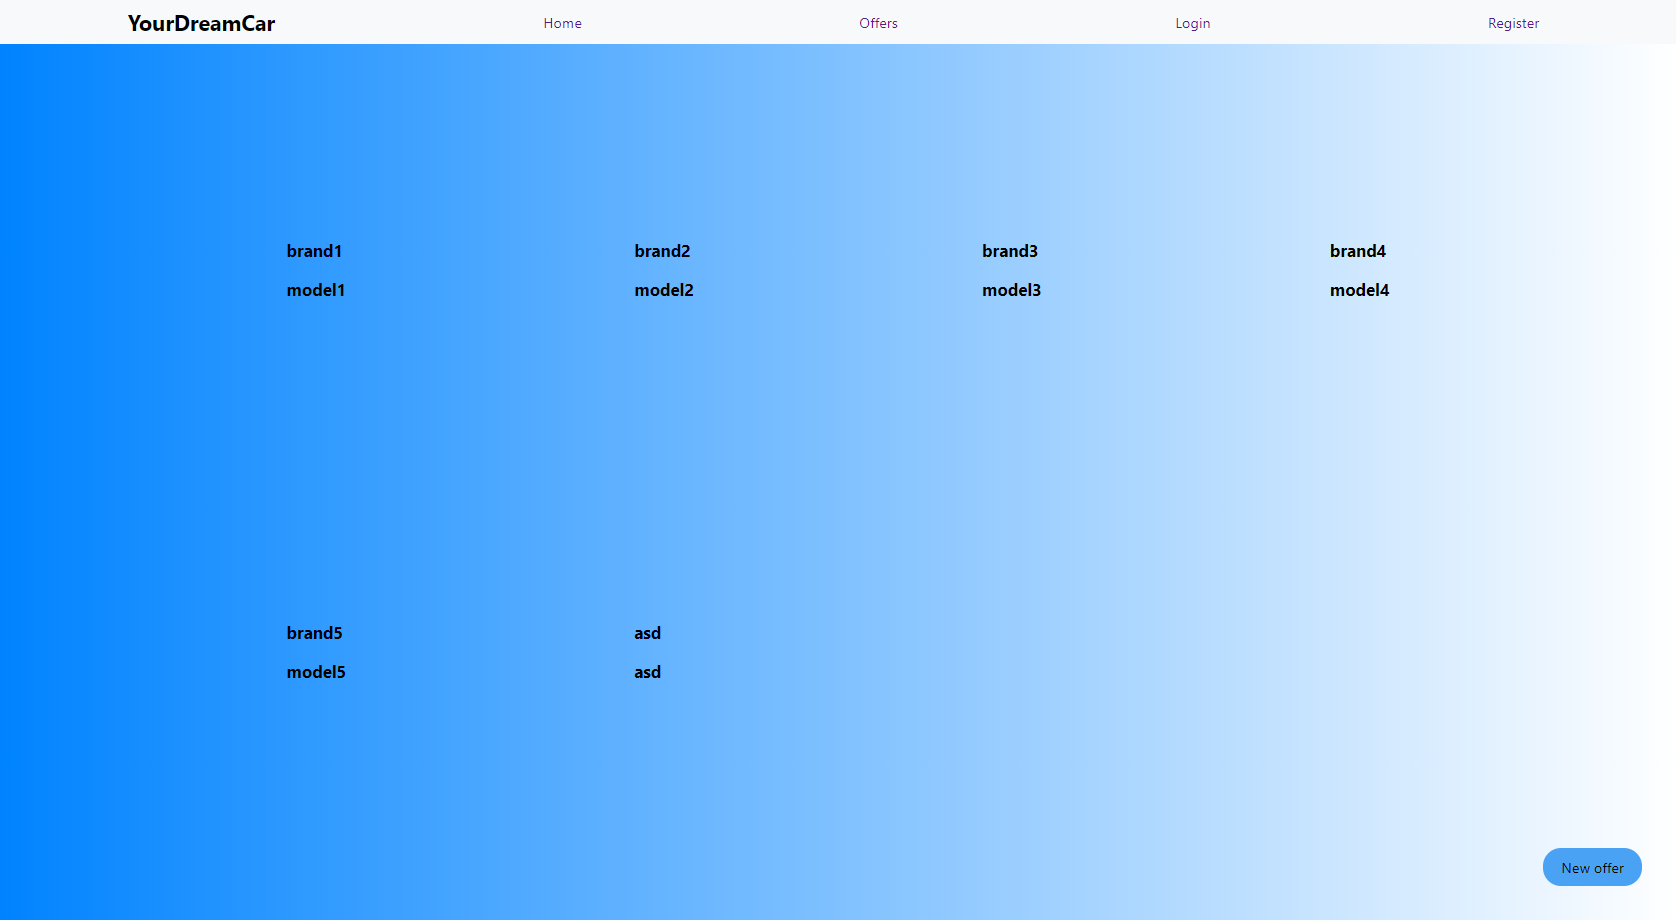 YourDreamCar Home Offers Login Register
brand1 brand2 brand3 brand4
model1 model2 model3 model4
brand5 asd
model5 asd
New offer